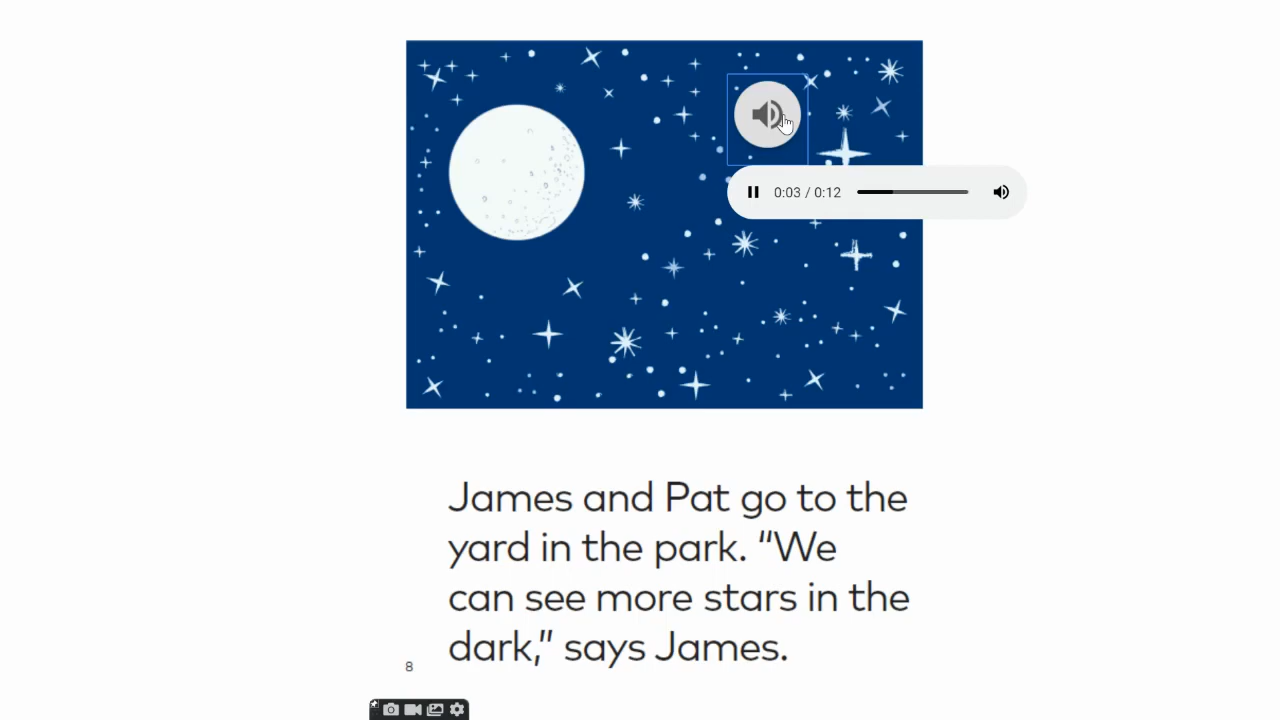 0:03 / 0:12
James and Pat go to the
yard in the park. “We
can see more stars in the
dark,” says James.
8